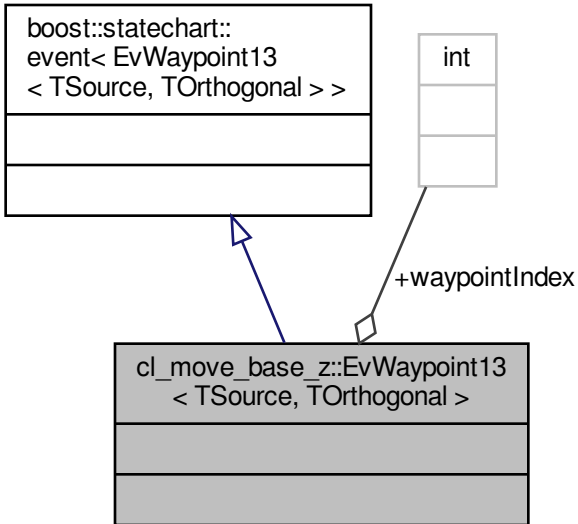 boost::statechart::
event< EvWaypoint13
< TSource, TOrthogonal > >
int
+waypointIndex
cl_move_base_z::EvWaypoint13
< TSource, TOrthogonal >